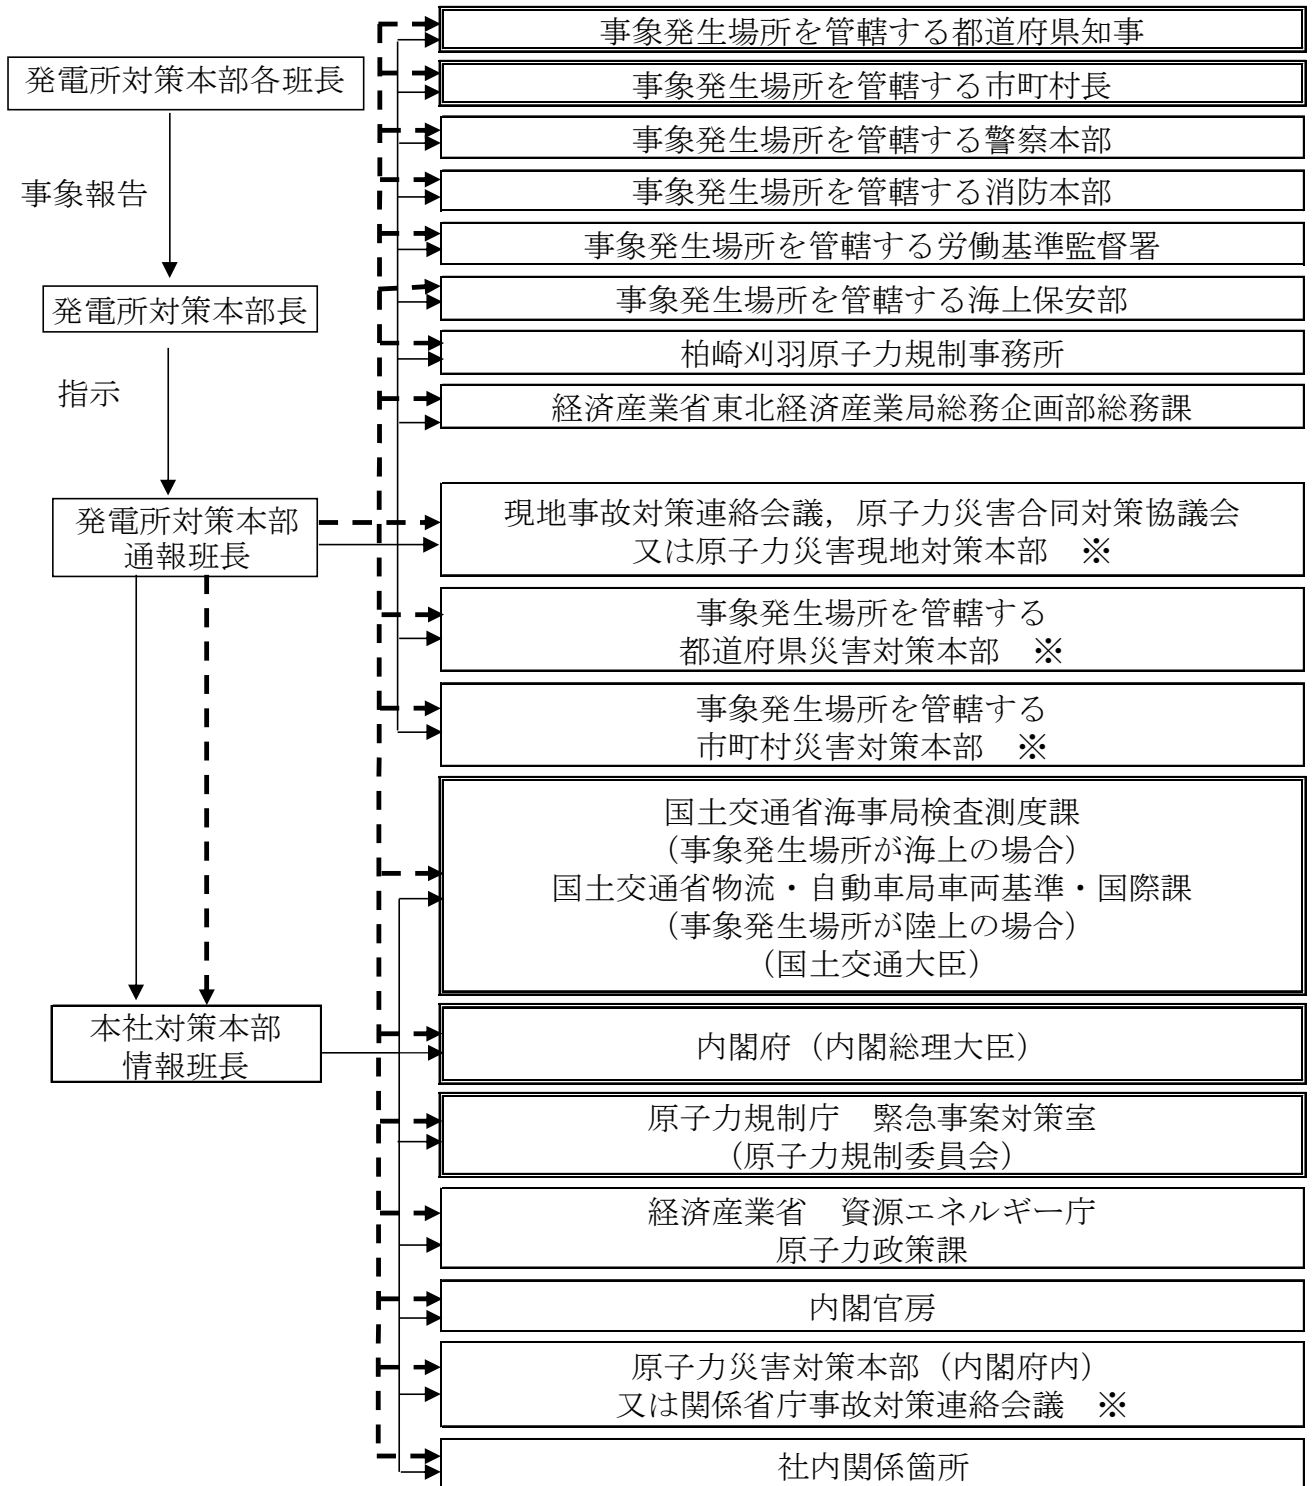 発電所対策本部各班長
事象報告
発電所対策本部長
指示
発電所対策本部
通報班長
本社対策本部
情報班長
事象発生場所を管轄する都道府県知事
事象発生場所を管轄する市町村長
事象発生場所を管轄する警察本部
事象発生場所を管轄する消防本部
事象発生場所を管轄する労働基準監督署
事象発生場所を管轄する海上保安部
柏崎刈羽原子力規制事務所
経済産業省東北経済産業局総務企画部総務課
現地事故対策連絡会議，原子力災害合同対策協議会
又は原子力災害現地対策本部　※
事象発生場所を管轄する
都道府県災害対策本部　※
事象発生場所を管轄する
市町村災害対策本部　※
国土交通省海事局検査測度課
（事象発生場所が海上の場合）
国土交通省物流・自動車局車両基準・国際課
（事象発生場所が陸上の場合）
（国土交通大臣）
内閣府（内閣総理大臣）
原子力規制庁　緊急事案対策室
（原子力規制委員会）
経済産業省　資源エネルギー庁
原子力政策課
内閣官房
原子力災害対策本部（内閣府内）
又は関係省庁事故対策連絡会議　※
社内関係箇所